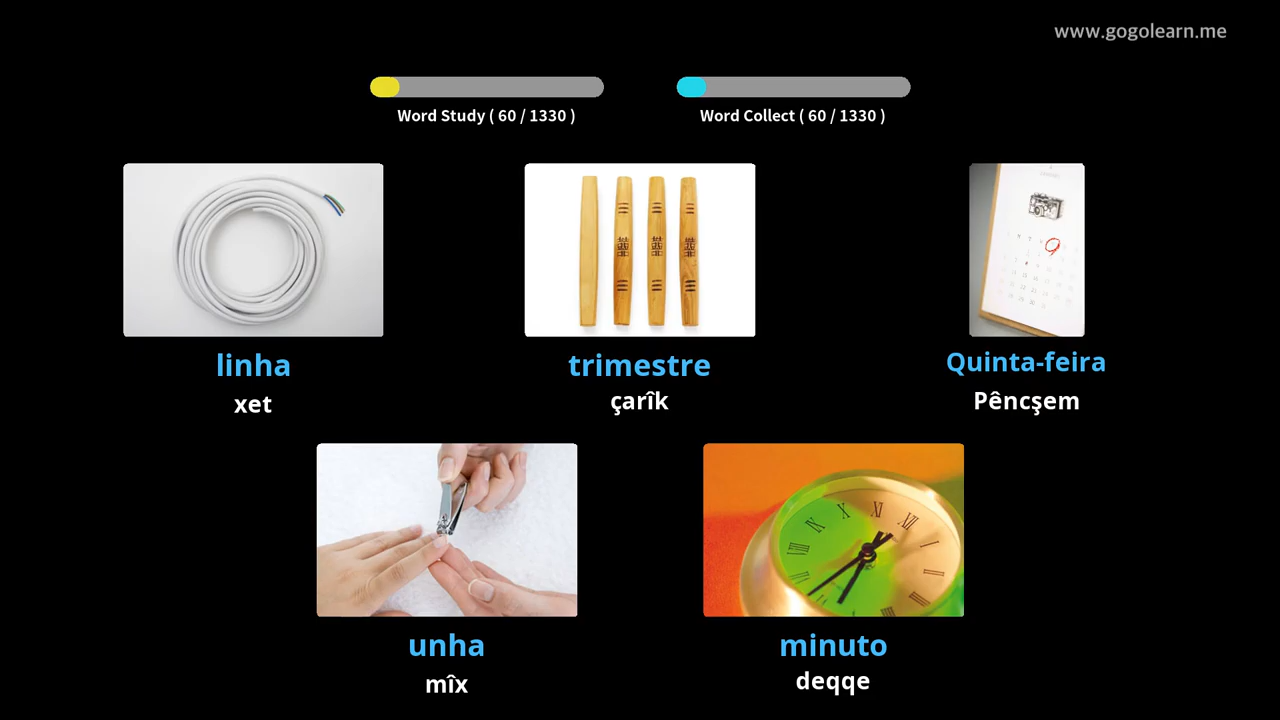 www.gogolearn.me
Word Study ( 60 / 1330 )
Word Collect ( 60 / 1330 )
linha
xet
trimestre
çarîk
Quinta-feira
Pêncşem
unha
mîx
minuto
deqqe